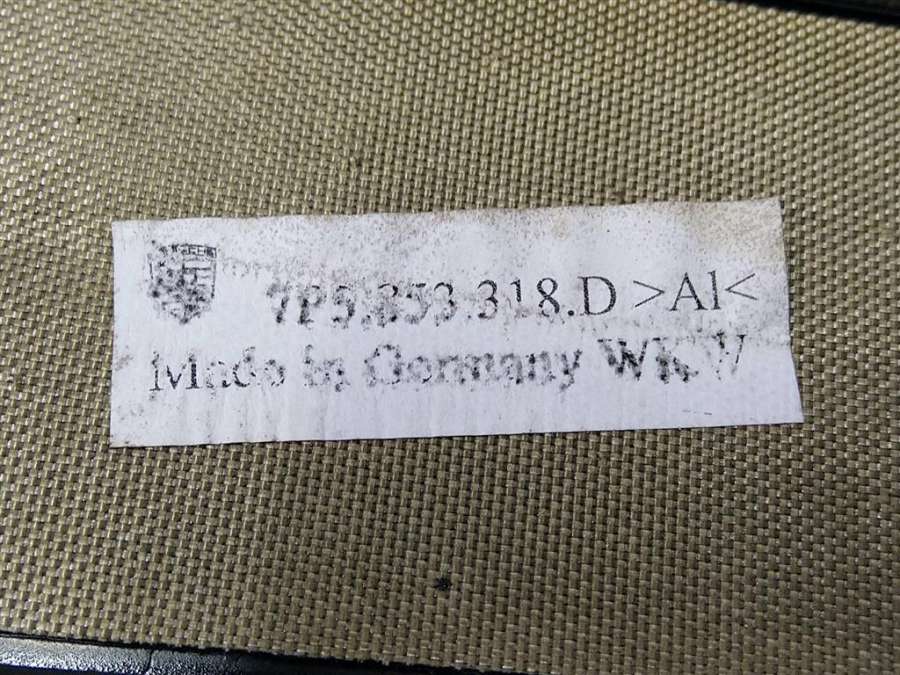 7P5.853.318.D >Al<
Made in Germany WKW